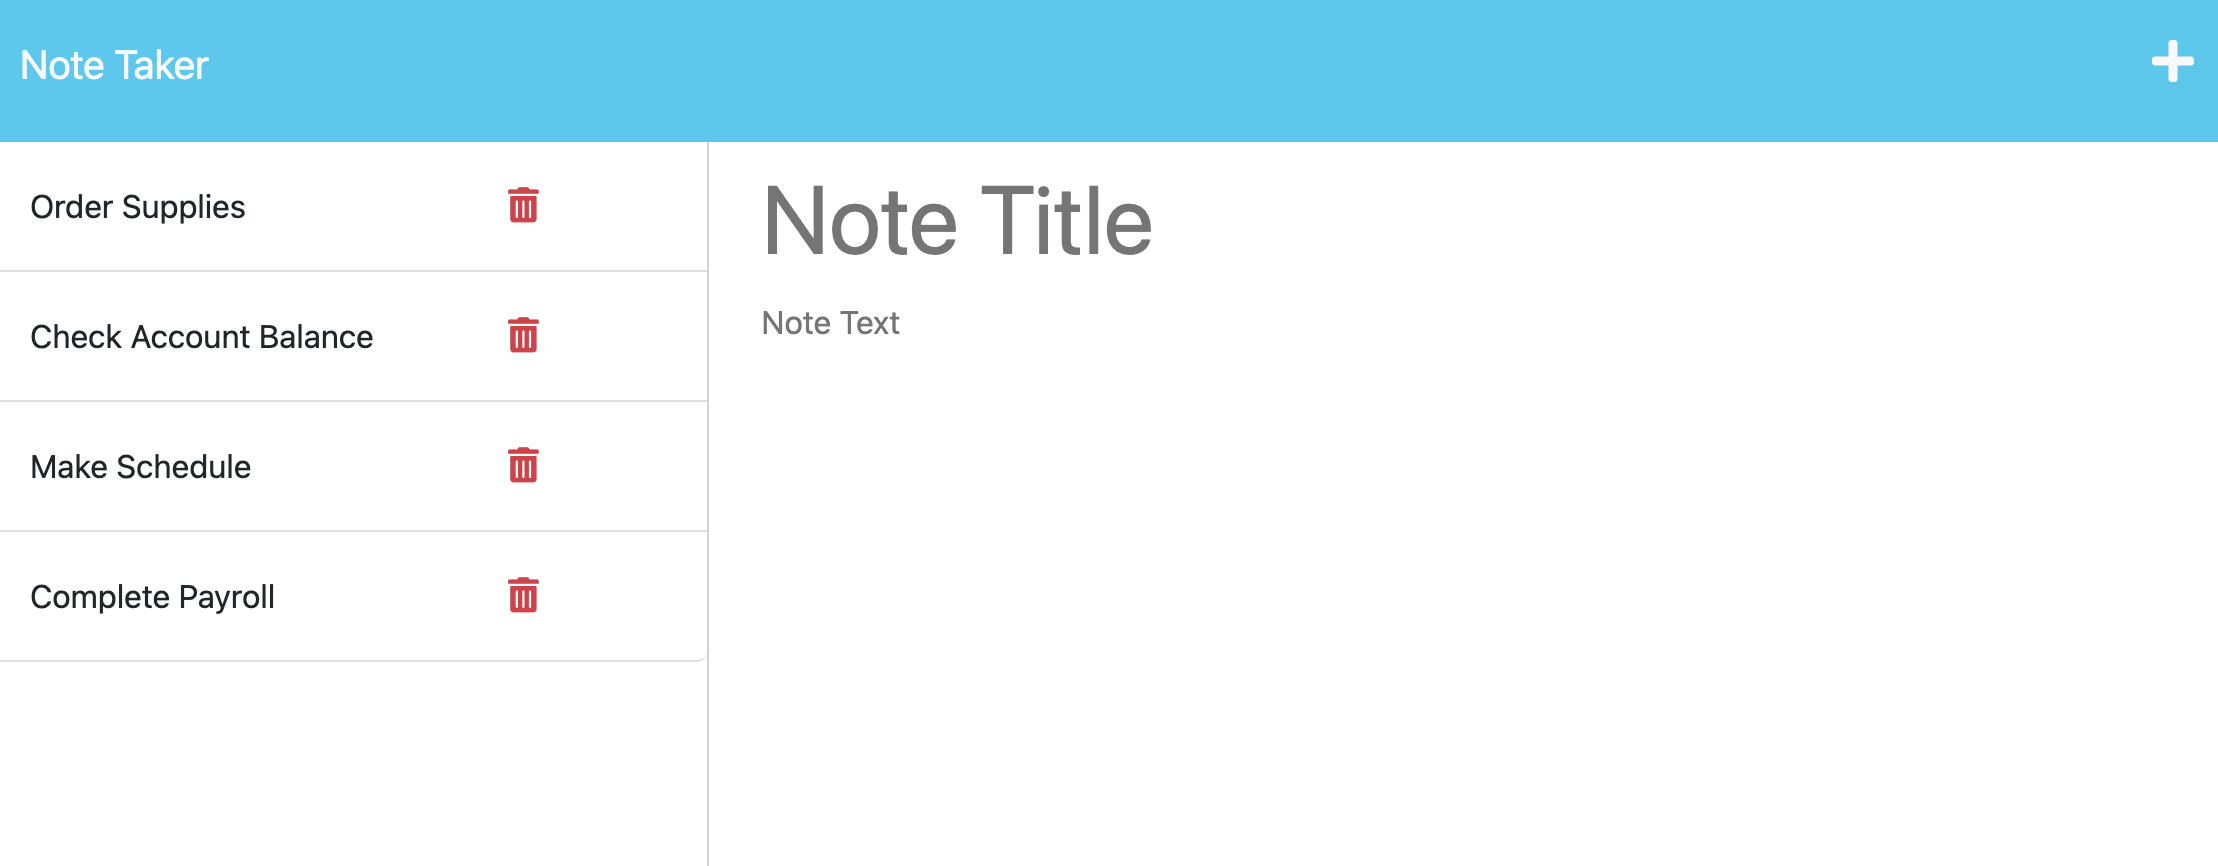 Note Taker
Order Supplies
Check Account Balance
Make Schedule
Complete Payroll
Note Title
Note Text